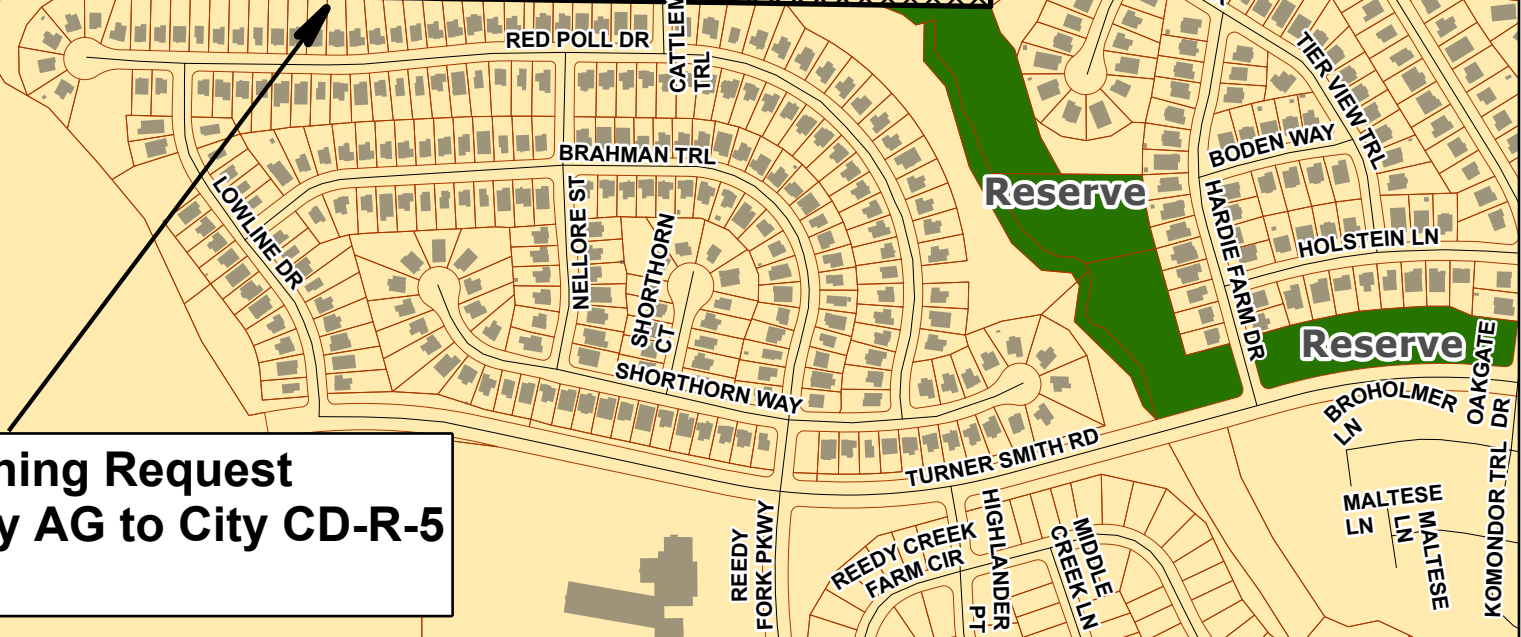 RED POLL DR
CATTLEM
TRL
TIER VIEW TRL
BRAHMAN TRL
BODEN WAY
Reserve
LOWLINE DR
NELLORE ST
SHORTHORN
CT
HARDIE FARM DR
HOLSTEIN LN
Reserve
SHORTHORN WAY
OAKGATE
DR
BROHOLMER
LN
TURNER SMITH RD
ning Request
y AG to City CD-R-5
REEDY
FORK PKWY
REEDY CREEK
FARM CIR
HIGHLANDER
PT
MIDDLE
CREEK LN
MALTESE
LN
MALTESE
LN
KOMONDOR TRL